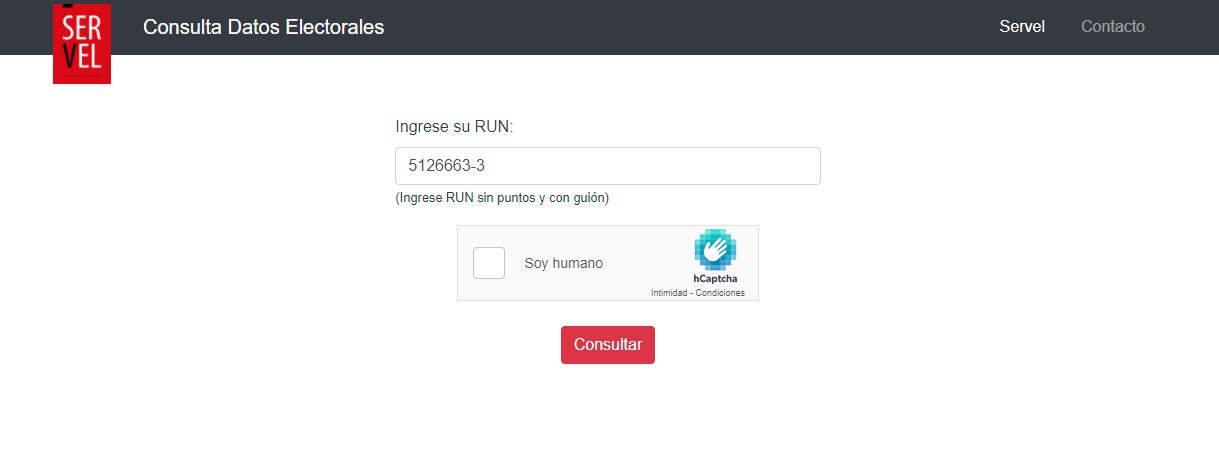 SER
VEL
Consulta Datos Electorales
Servel
Contacto
Ingrese su RUN:
5126663-3
(Ingrese RUN sin puntos y con guión)
Soy humano
hCaptcha
Intimidad - Condiciones
Consultar